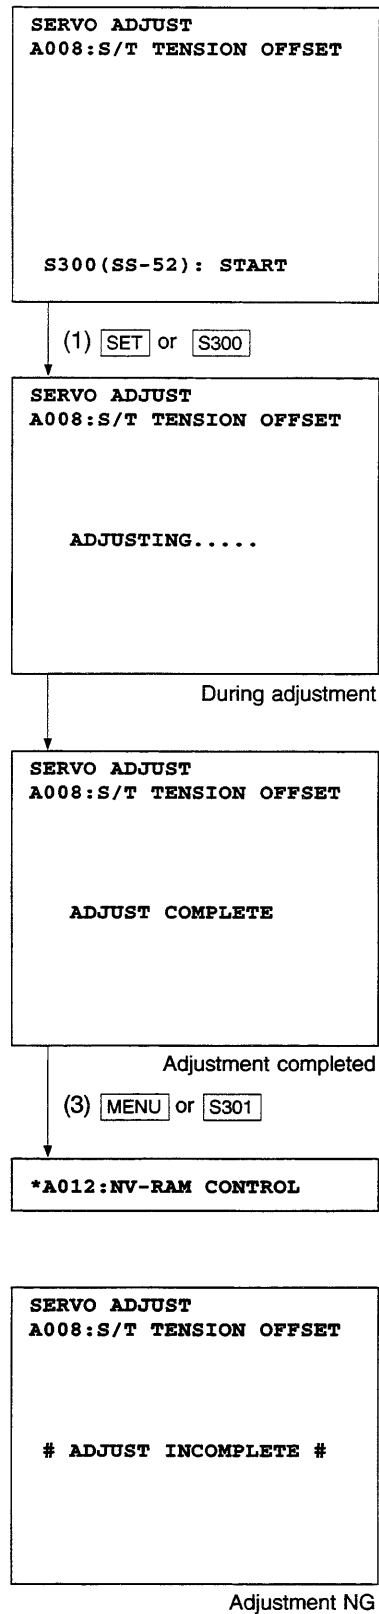 SERVO ADJUST
A008:S/T TENSION OFFSET
S300(SS-52): START
(1) SET or S300
SERVO ADJUST
A008:S/T TENSION OFFSET
ADJUSTING.....
During adjustment
SERVO ADJUST
A008:S/T TENSION OFFSET
ADJUST COMPLETE
Adjustment completed
(3) MENU or S301
*A012:NV-RAM CONTROL
SERVO ADJUST
A008:S/T TENSION OFFSET
# ADJUST INCOMPLETE #
Adjustment NG